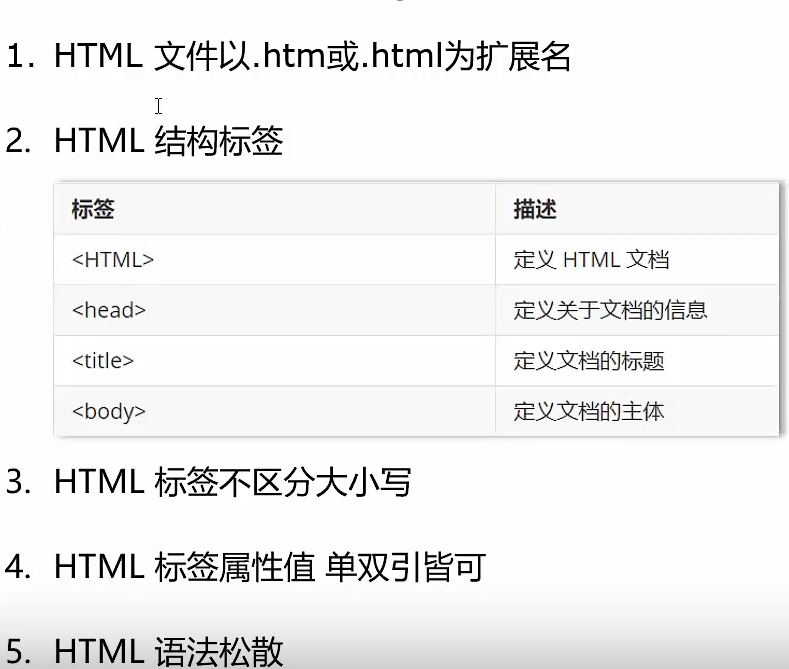 1. HTML 文件以.htm或.html为扩展名
2. HTML 结构标签
标签 描述
<HTML> 定义 HTML 文档
<head> 定义关于文档的信息
<title> 定义文档的标题
<body> 定义文档的主体
3. HTML 标签不区分大小写
4. HTML 标签属性值 单双引皆可
5. HTML 语法松散